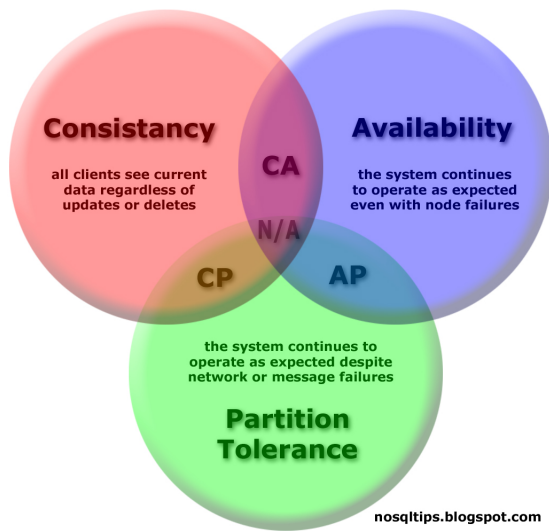 Consistancy
all clients see current
data regardless of
updates or deletes
Availability
the system continues
to operate as expected
even with node failures
CA
N/A
CP
AP
the system continues to
operate as expected despite
network or message failures
Partition
Tolerance
nosqltips.blogspot.com